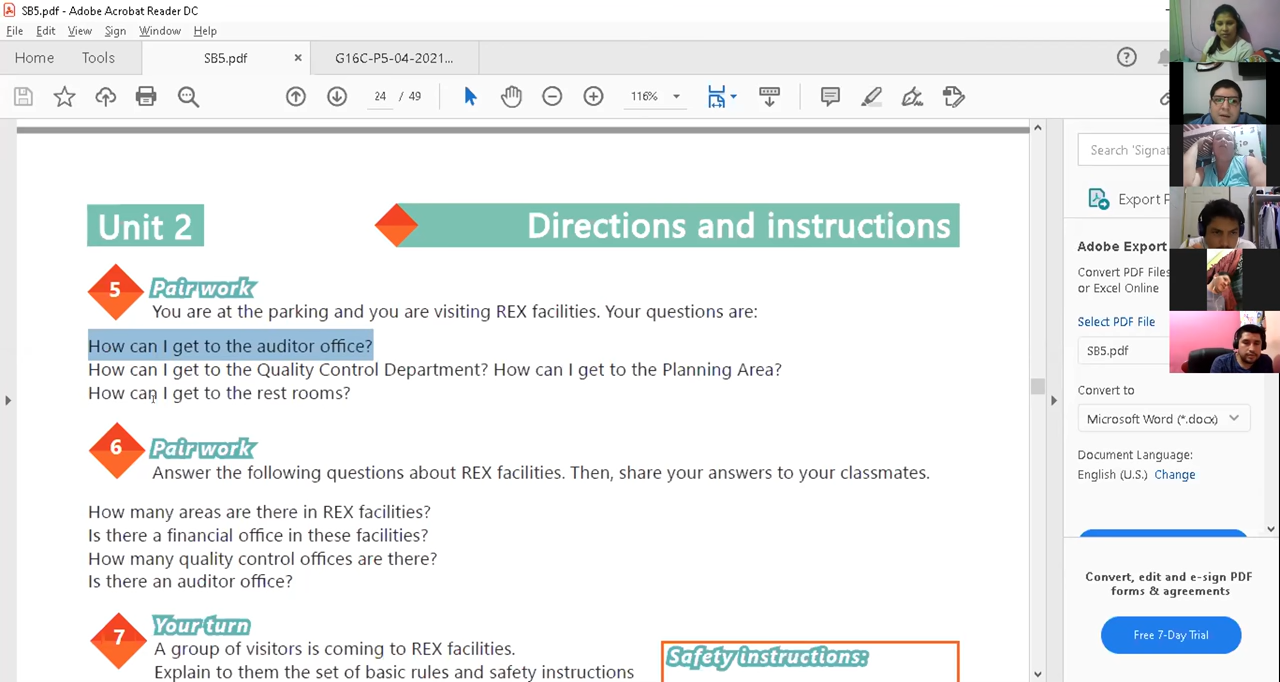 SB5.pdf - Adobe Acrobat Reader DC
File Edit View Sign Window Help
Home Tools SB5.pdf × G16C-P5-04-2021...
24 / 49 116%
Search 'Signat
Unit 2
Directions and instructions
Export P
5 Pair work
You are at the parking and you are visiting REX facilities. Your questions are:
How can I get to the auditor office?
How can I get to the Quality Control Department? How can I get to the Planning Area?
How can I get to the rest rooms?
6 Pair work
Answer the following questions about REX facilities. Then, share your answers to your classmates.
How many areas are there in REX facilities?
Is there a financial office in these facilities?
How many quality control offices are there?
Is there an auditor office?
7 Your turn
A group of visitors is coming to REX facilities.
Explain to them the set of basic rules and safety instructions
Safety instructions:
Adobe Export
Convert PDF Files
or Excel Online
Select PDF File
SB5.pdf
Convert to
Microsoft Word (*.docx)
Document Language:
English (U.S.) Change
Convert, edit and e-sign PDF
forms & agreements
Free 7-Day Trial